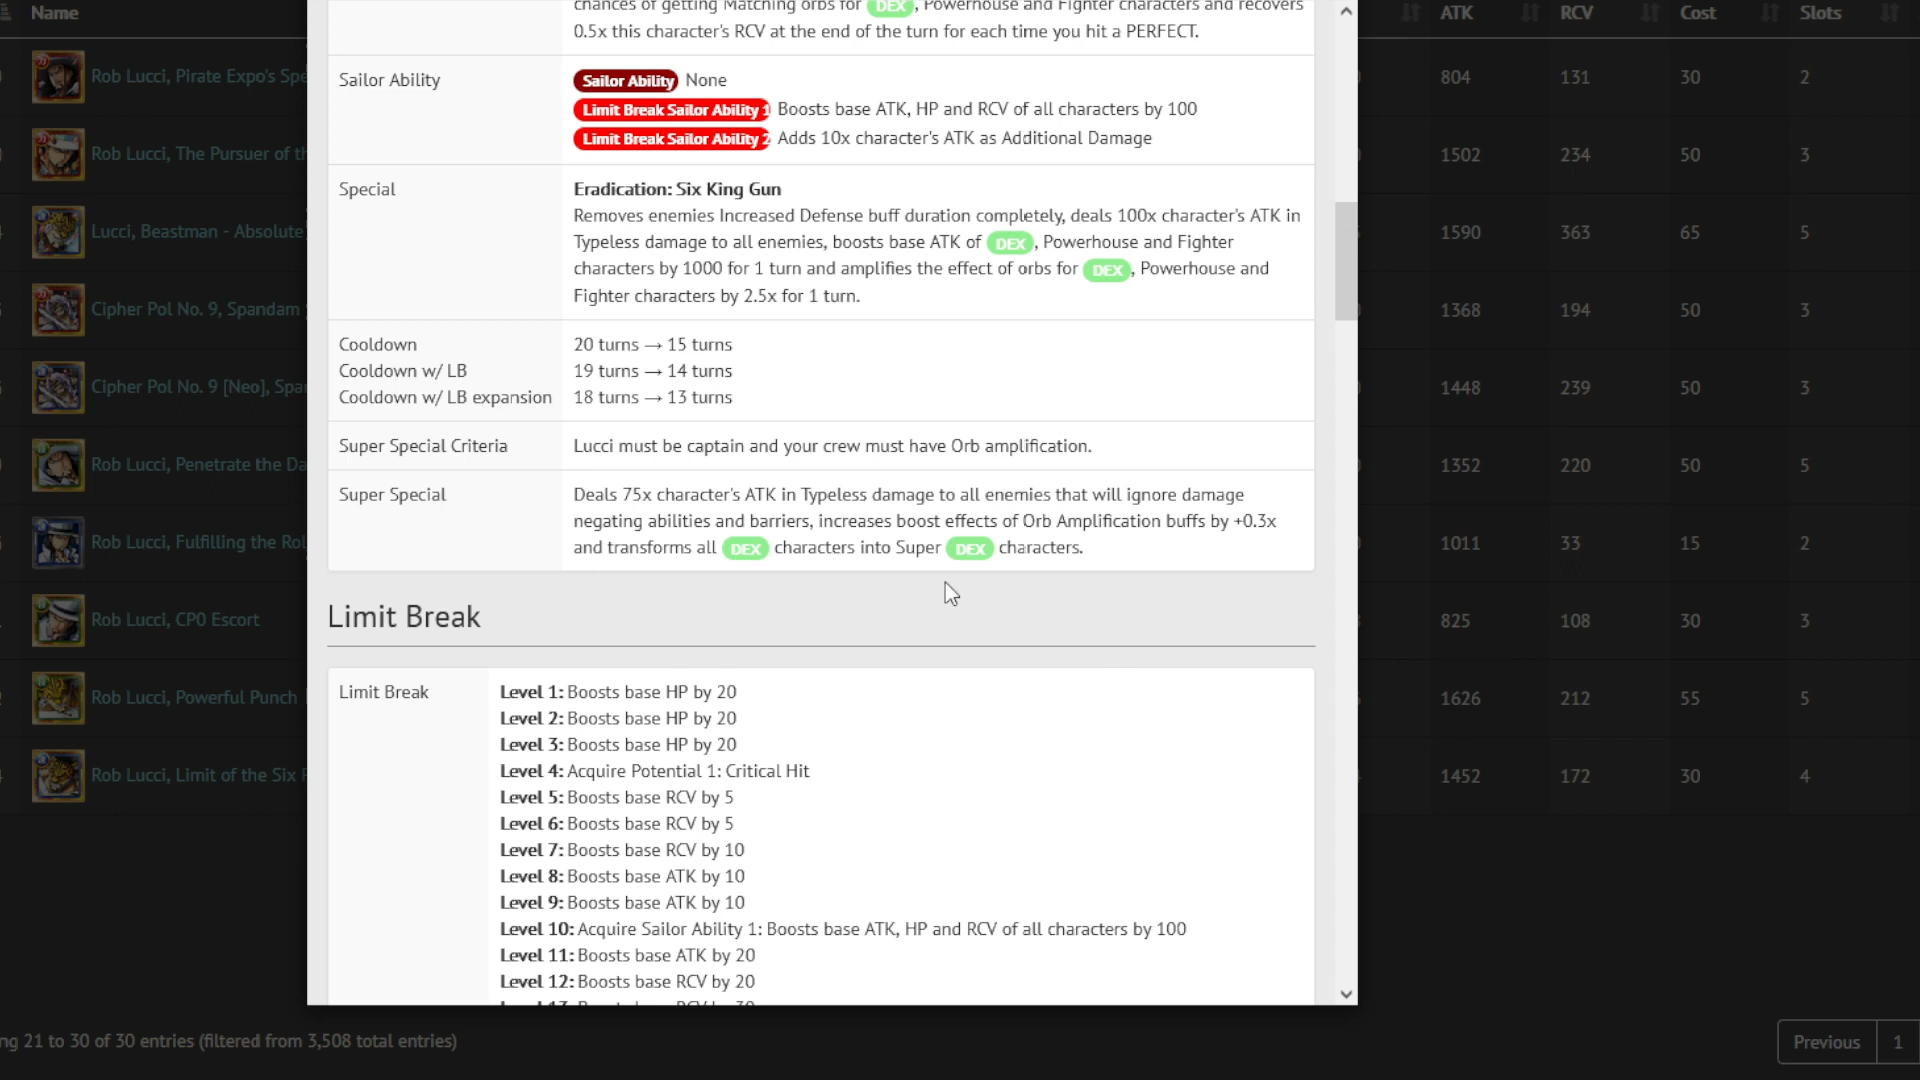 Name
ATK
RCV
Cost
Slots
chances of getting Matching orbs for DEX, Powerhouse and Fighter characters and recovers
0.5x this character's RCV at the end of the turn for each time you hit a PERFECT.
Sailor Ability
Sailor Ability None
Limit Break Sailor Ability 1 Boosts base ATK, HP and RCV of all characters by 100
Limit Break Sailor Ability 2 Adds 10x character's ATK as Additional Damage
Special
Eradication: Six King Gun
Removes enemies Increased Defense buff duration completely, deals 100x character's ATK in
Typeless damage to all enemies, boosts base ATK of DEX, Powerhouse and Fighter
characters by 1000 for 1 turn and amplifies the effect of orbs for DEX, Powerhouse and
Fighter characters by 2.5x for 1 turn.
Cooldown
20 turns → 15 turns
Cooldown w/ LB
19 turns → 14 turns
Cooldown w/ LB expansion
18 turns → 13 turns
Super Special Criteria
Lucci must be captain and your crew must have Orb amplification.
Super Special
Deals 75x character's ATK in Typeless damage to all enemies that will ignore damage
negating abilities and barriers, increases boost effects of Orb Amplification buffs by +0.3x
and transforms all DEX characters into Super DEX characters.
Limit Break
Limit Break
Level 1: Boosts base HP by 20
Level 2: Boosts base HP by 20
Level 3: Boosts base HP by 20
Level 4: Acquire Potential 1: Critical Hit
Level 5: Boosts base RCV by 5
Level 6: Boosts base RCV by 5
Level 7: Boosts base RCV by 10
Level 8: Boosts base ATK by 10
Level 9: Boosts base ATK by 10
Level 10: Acquire Sailor Ability 1: Boosts base ATK, HP and RCV of all characters by 100
Level 11: Boosts base ATK by 20
Level 12: Boosts base RCV by 20
Rob Lucci, Pirate Expo's Spe
804 131 30 2
Rob Lucci, The Pursuer of th
1502 234 50 3
Lucci, Beastman - Absolute
1590 363 65 5
Cipher Pol No. 9, Spandam
1368 194 50 3
Cipher Pol No. 9 [Neo], Spa
1448 239 50 3
Rob Lucci, Penetrate the Da
1352 220 50 5
Rob Lucci, Fulfilling the Rol
1011 33 15 2
Rob Lucci, CP0 Escort
825 108 30 3
Rob Lucci, Powerful Punch
1626 212 55 5
Rob Lucci, Limit of the Six
1452 172 30 4
ng 21 to 30 of 30 entries (filtered from 3,508 total entries)
Previous
1